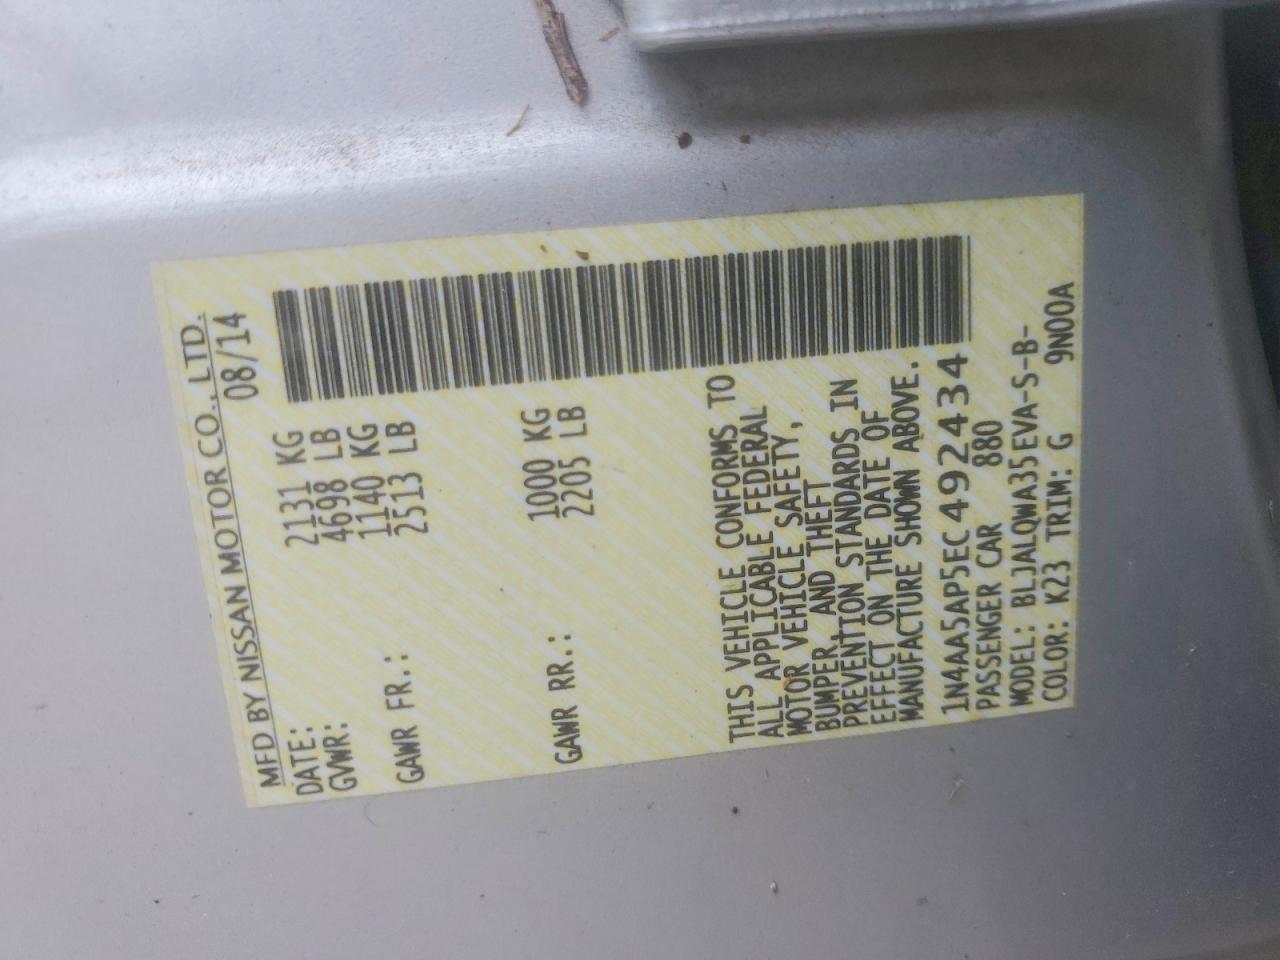 MFD BY NISSAN MOTOR CO., LTD.
DATE: 08/14
GVWR: 2131 KG
4698 LB
GAWR FR.: 1140 KG
2513 LB
GAWR RR.: 1000 KG
2205 LB
THIS VEHICLE CONFORMS TO
ALL APPLICABLE FEDERAL
MOTOR VEHICLE SAFETY,
BUMPER, AND THEFT
PREVENTION STANDARDS IN
EFFECT ON THE DATE OF
MANUFACTURE SHOWN ABOVE.
1N4AA5AP5EC492434
PASSENGER CAR 880
MODEL: BLJALQWA35EVA-S-B-
COLOR: K23 TRIM: G 9N00A